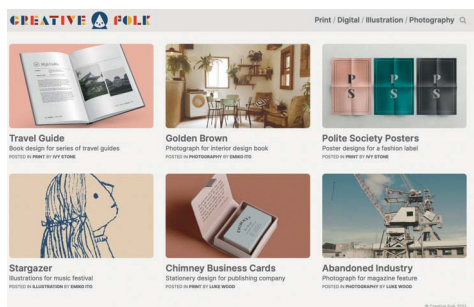 CREATIVE FOLK
Print / Digital / Illustration / Photography
P P P
S S S
Travel Guide
Book design for series of travel guides
POSTED IN PRINT BY IVY STONE
Golden Brown
Photograph for interior design book
POSTED IN PHOTOGRAPHY BY EMIKO ITO
Polite Society Posters
Poster designs for a fashion label
POSTED IN PRINT BY IVY STONE
CHIMNEY
Stargazer
Illustrations for music festival
POSTED IN ILLUSTRATION BY EMIKO ITO
Chimney Business Cards
Stationery design for publishing company
POSTED IN PRINT BY LUKE WOOD
Abandoned Industry
Photograph for magazine feature
POSTED IN PHOTOGRAPHY BY LUKE WOOD